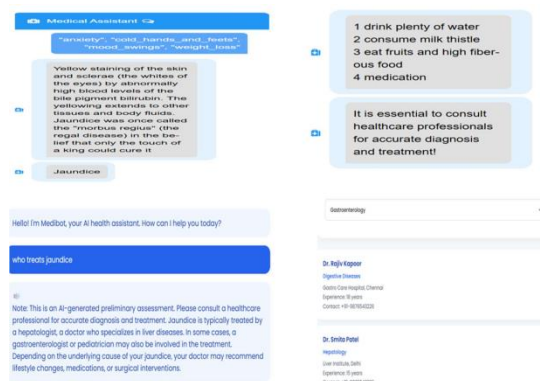 Medical Assistant
"anxiety", "cold_hands_and_feets",
"mood_swings", "weight_loss"
Yellow staining of the skin
and sclerae (the whites of
the eyes) by abnormally
high blood levels of the
bile pigment bilirubin. The
yellowing extends to other
tissues and body fluids.
Jaundice was once called
the "morbus regius" (the
regal disease) in the be-
lief that only the touch of
a king could cure it
Jaundice
1 drink plenty of water
2 consume milk thistle
3 eat fruits and high fiber-
ous food
4 medication
It is essential to consult
healthcare professionals
for accurate diagnosis
and treatment!
Hello! I'm Medibot, your AI health assistant. How can I help you today?
who treats jaundice
Note: This is an AI-generated preliminary assessment. Please consult a healthcare
professional for accurate diagnosis and treatment. Jaundice is typically treated by
a hepatologist, a doctor who specializes in liver diseases. In some cases, a
gastroenterologist or pediatrician may also be involved in the treatment.
Depending on the underlying cause of your jaundice, your doctor may recommend
lifestyle changes, medications, or surgical interventions.
Gastroenterology
Dr. Rajiv Kapoor
Digestive Diseases
Gastro Care Hospital, Chennai
Experience: 18 years
Contact:
Dr. Smita Patel
Hepatology
Liver Institute, Delhi
Experience: 15 years